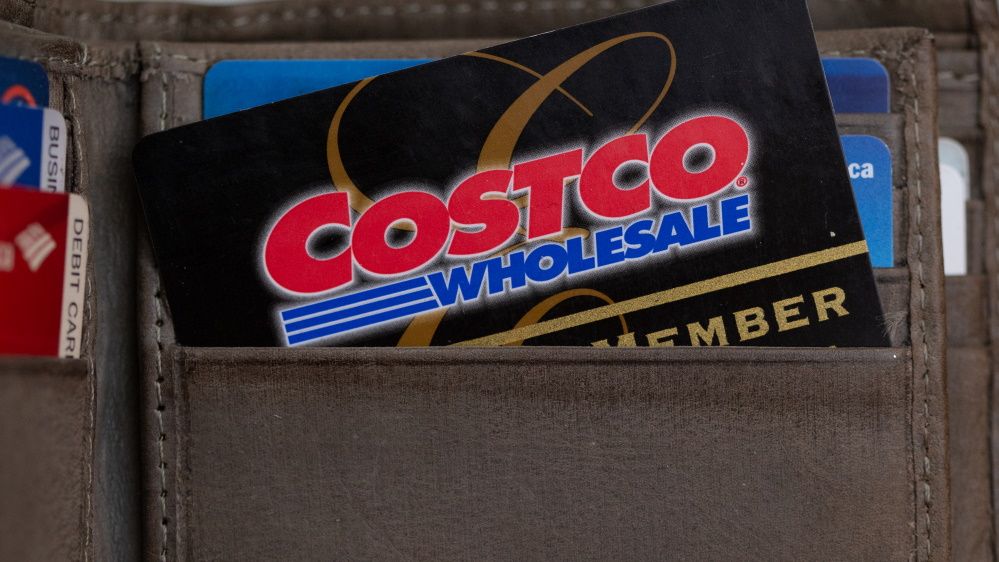 COSTCO®
WHOLESALE
MEMBER
BUSI
DEBIT CAR
ca